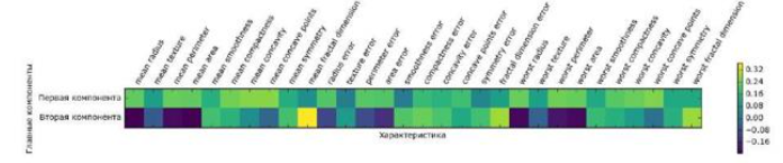 mean radius
mean texture
mean perimeter
mean area
mean smoothness
mean compactness
mean concavity
mean concave points
mean symmetry
mean fractal dimension
radius error
texture error
perimeter error
area error
smoothness error
compactness error
concavity error
concave points error
symmetry error
fractal dimension error
worst radius
worst texture
worst perimeter
worst area
worst smoothness
worst compactness
worst concavity
worst concave points
worst symmetry
worst fractal dimension
Главные компоненты
Первая компонента
Вторая компонента
Характеристика
0.32
0.24
0.16
0.08
0.00
−0.08
−0.16